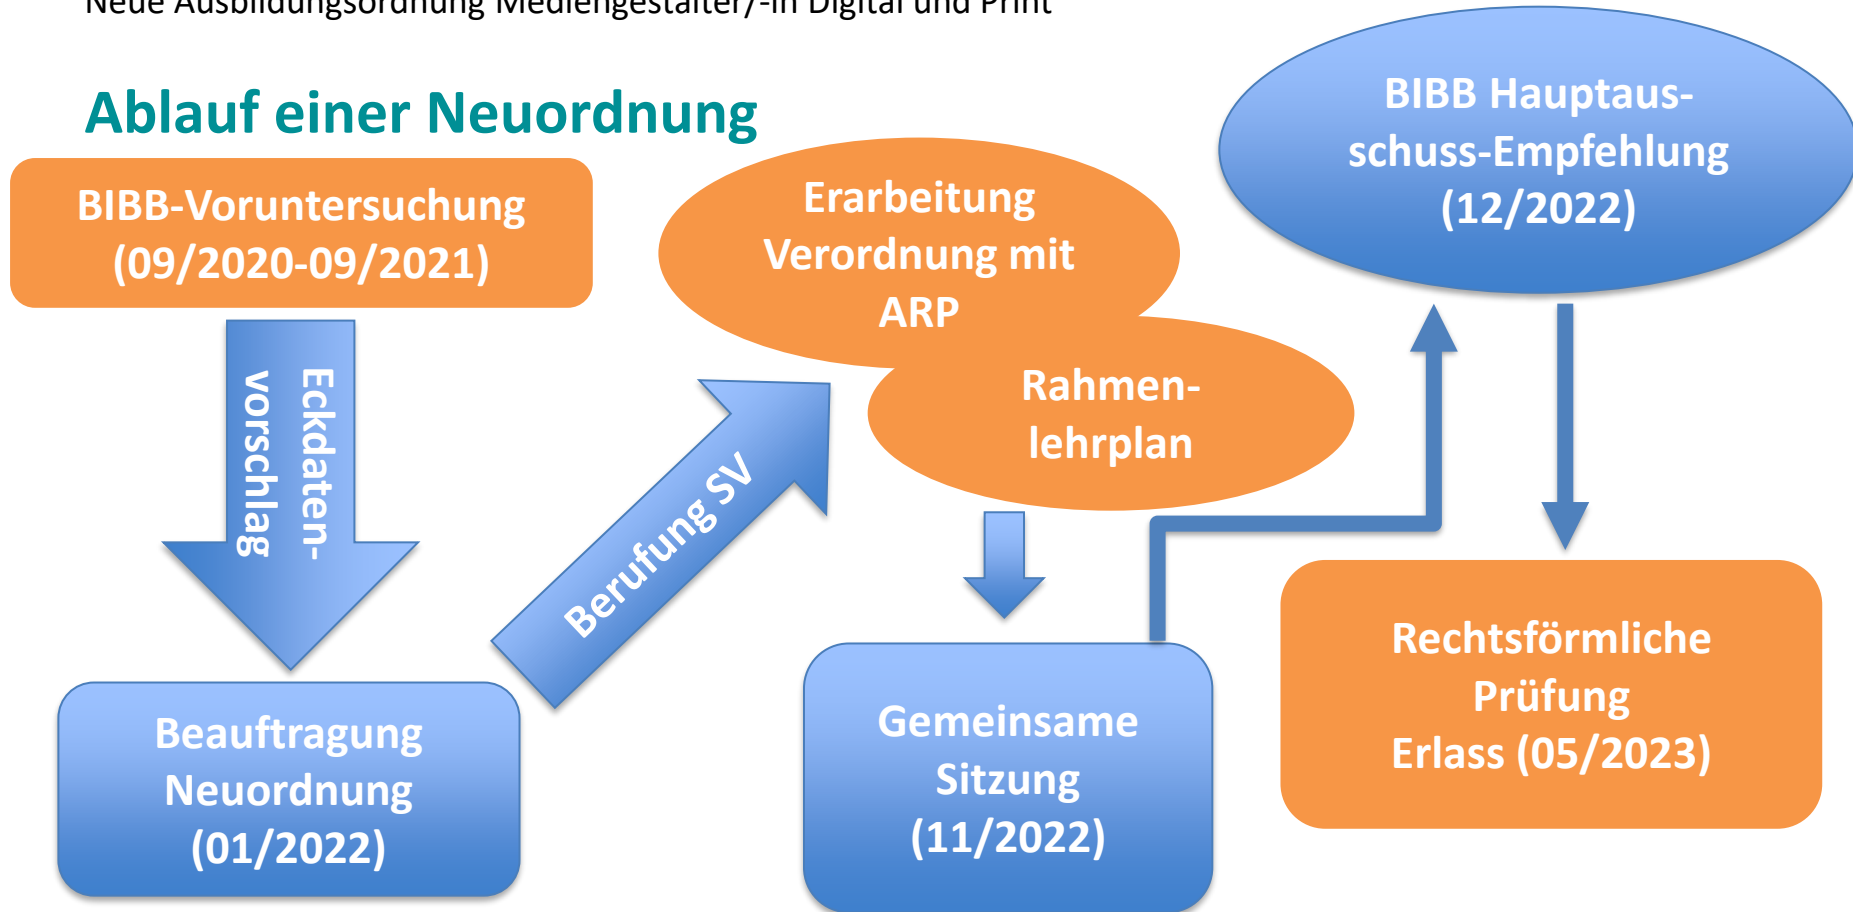 Neue Ausbildungsordnung Mediengestalter/-in Digital und Print
Ablauf einer Neuordnung
BIBB-Voruntersuchung
(09/2020-09/2021)
Eckdaten-
vorschlag
Beauftragung
Neuordnung
(01/2022)
Berufung SV
Erarbeitung
Verordnung mit
ARP
Rahmen-
lehrplan
Gemeinsame
Sitzung
(11/2022)
BIBB Hauptaus-
schuss-Empfehlung
(12/2022)
Rechtsförmliche
Prüfung
Erlass (05/2023)